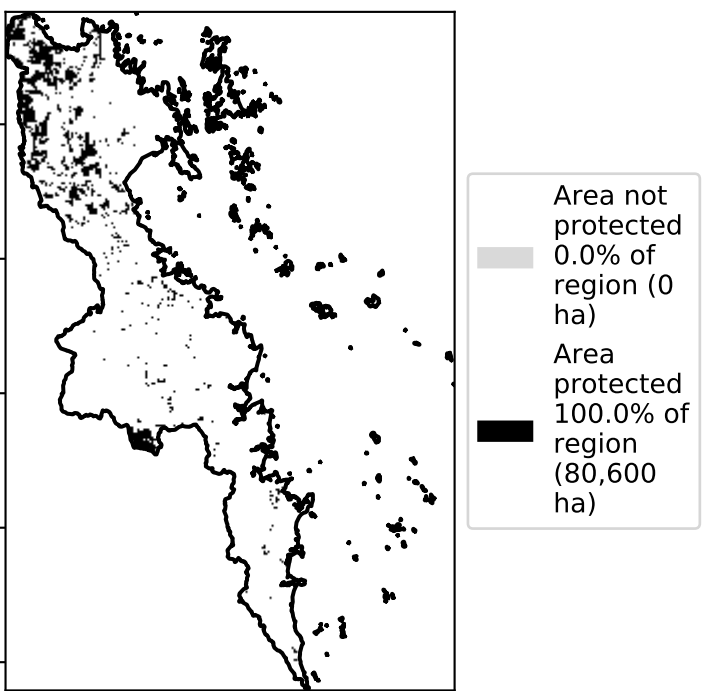 Area not
protected
0.0% of
region (0
ha)
Area
protected
100.0% of
region
(80,600
ha)